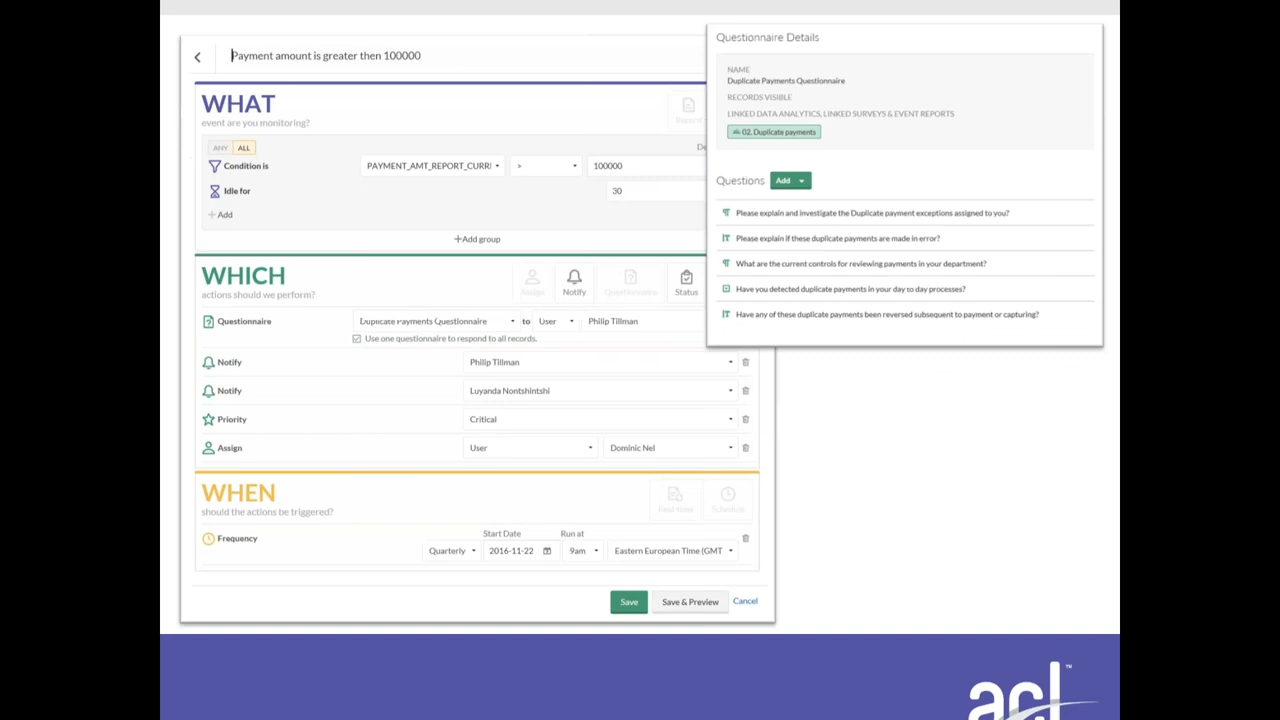 Payment amount is greater then 100000
WHAT
event are you monitoring?
ANY ALL
Condition is PAYMENT_AMT_REPORT_CURRI > 100000
Idle for 30
+ Add
+Add group
WHICH
actions should we perform?
Assign Notify Questionnaire Status
Questionnaire Duplicate Payments Questionnaire to User Philip Tillman
Use one questionnaire to respond to all records.
Notify Philip Tillman
Notify Luyanda Nontshintshi
Priority Critical
Assign User Dominic Nel
WHEN
should the actions be triggered?
Schedule
Start Date Run at
Frequency
Quarterly 2016-11-22 9am Eastern European Time (GMT
Save Save & Preview Cancel
Questionnaire Details
NAME
Duplicate Payments Questionnaire
RECORDS VISIBLE
LINKED DATA ANALYTICS, LINKED SURVEYS & EVENT REPORTS
02. Duplicate payments
Questions Add
Please explain and investigate the Duplicate payment exceptions assigned to you?
Please explain if these duplicate payments are made in error?
What are the current controls for reviewing payments in your department?
Have you detected duplicate payments in your day to day processes?
Have any of these duplicate payments been reversed subsequent to payment or capturing?
acl ™